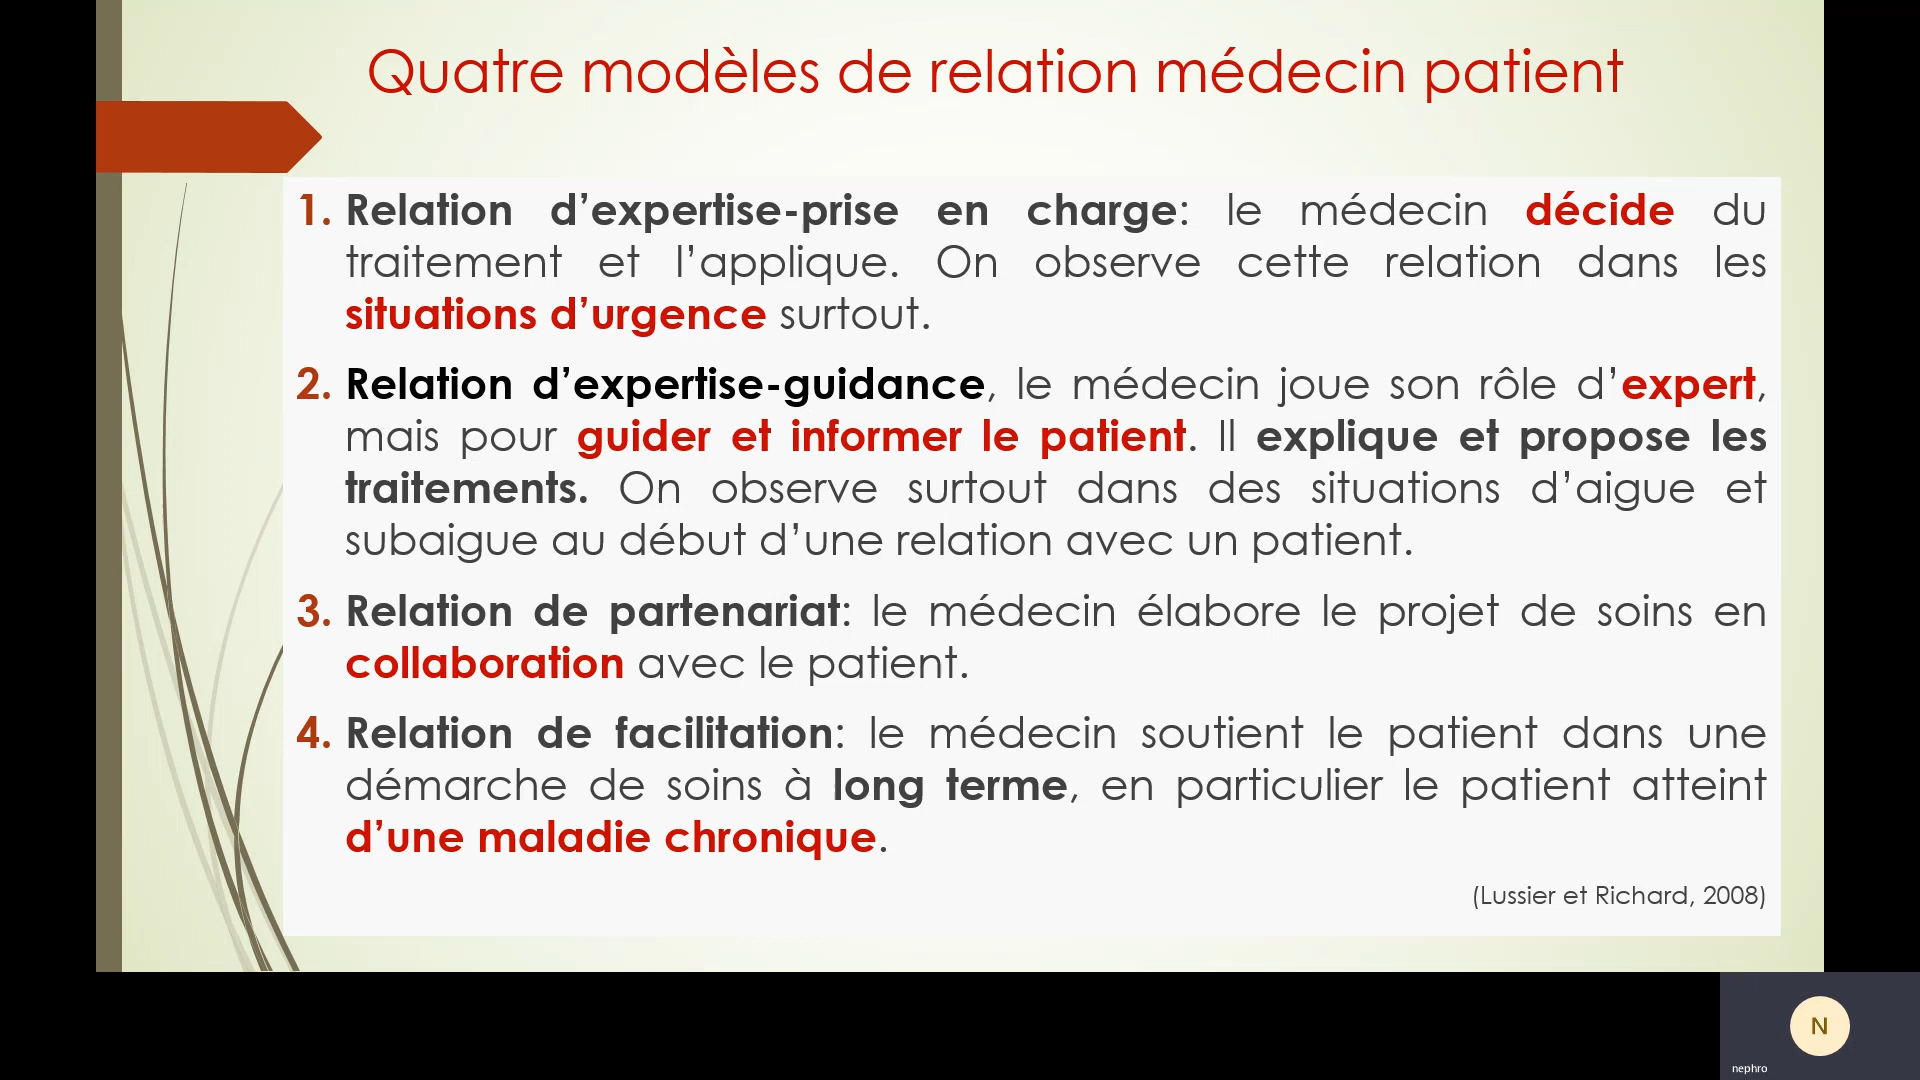 Quatre modèles de relation médecin patient
1. Relation d’expertise-prise en charge: le médecin décide du
traitement et l’applique. On observe cette relation dans les
situations d’urgence surtout.
2. Relation d’expertise-guidance, le médecin joue son rôle d’expert,
mais pour guider et informer le patient. Il explique et propose les
traitements. On observe surtout dans des situations d’aigue et
subaigue au début d’une relation avec un patient.
3. Relation de partenariat: le médecin élabore le projet de soins en
collaboration avec le patient.
4. Relation de facilitation: le médecin soutient le patient dans une
démarche de soins à long terme, en particulier le patient atteint
d’une maladie chronique.
(Lussier et Richard, 2008)
N
nephro